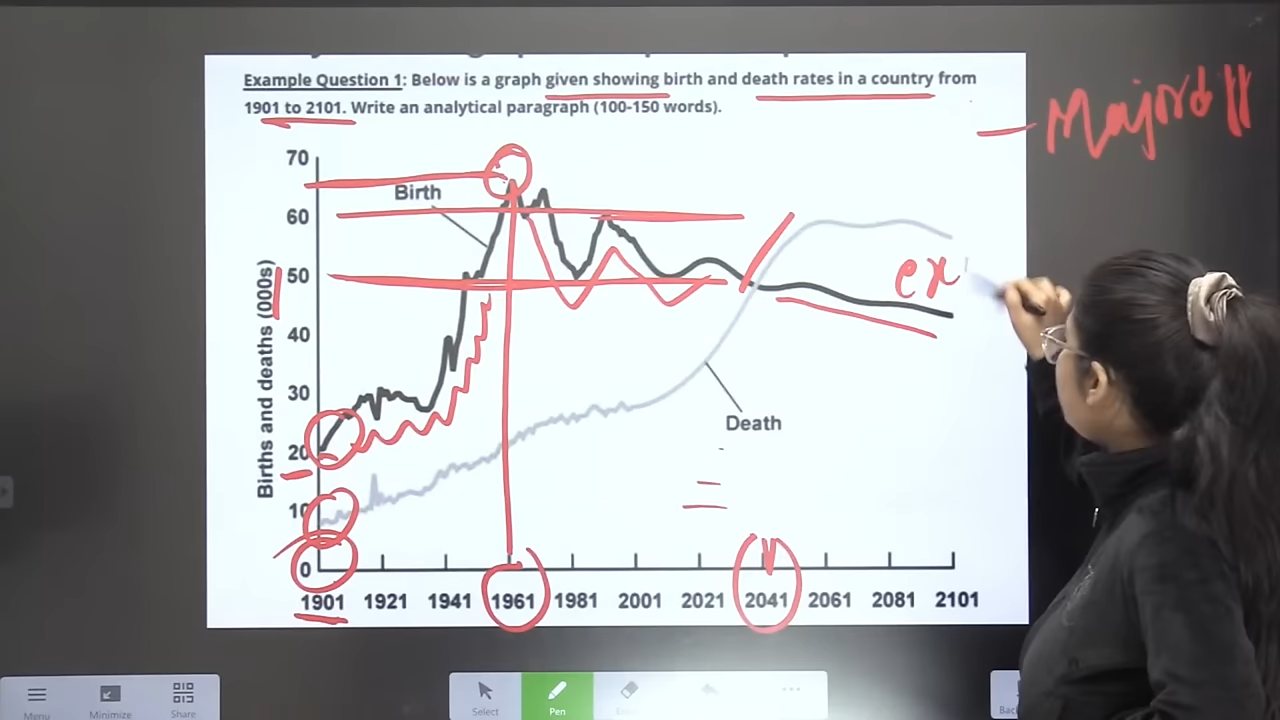 Example Question 1: Below is a graph given showing birth and death rates in a country from
1901 to 2101. Write an analytical paragraph (100-150 words).
Births and deaths (000s)
70
60
50
40
30
20
10
0
Birth
Death
ex
1901 1921 1941 1961 1981 2001 2021 2041 2061 2081 2101
Menu
Minimize
Share
Select
Pen